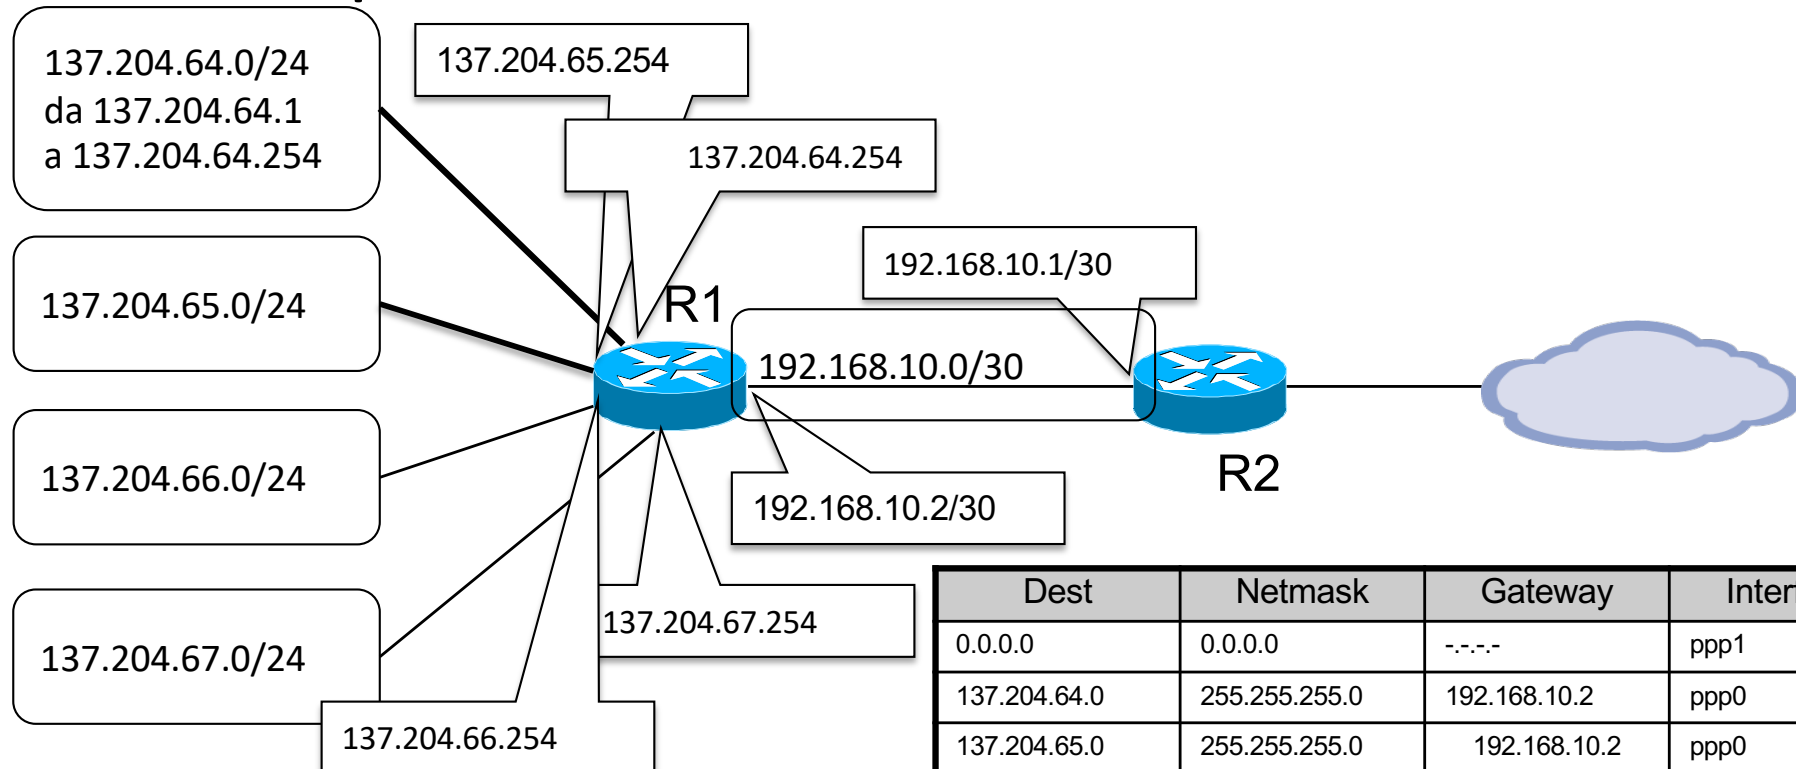 137.204.64.0/24
da 137.204.64.1
a 137.204.64.254
137.204.65.254
137.204.64.254
192.168.10.1/30
137.204.65.0/24
R1
192.168.10.0/30
137.204.66.0/24
R2
192.168.10.2/30
137.204.67.254
137.204.67.0/24
137.204.66.254
Dest Netmask Gateway
0.0.0.0 0.0.0.0 -.-.-.- ppp1
137.204.64.0 255.255.255.0 192.168.10.2 ppp0
137.204.65.0 255.255.255.0 192.168.10.2 ppp0